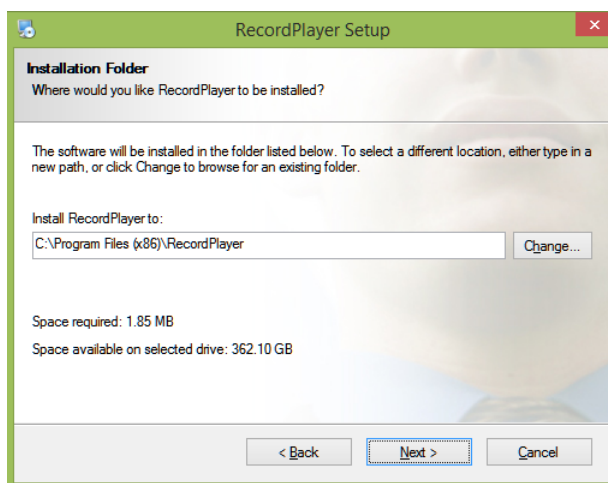 RecordPlayer Setup
Installation Folder
Where would you like RecordPlayer to be installed?
The software will be installed in the folder listed below. To select a different location, either type in a
new path, or click Change to browse for an existing folder.
Install RecordPlayer to:
C:\Program Files (x86)\RecordPlayer
Change...
Space required: 1.85 MB
Space available on selected drive: 362.10 GB
< Back
Next >
Cancel